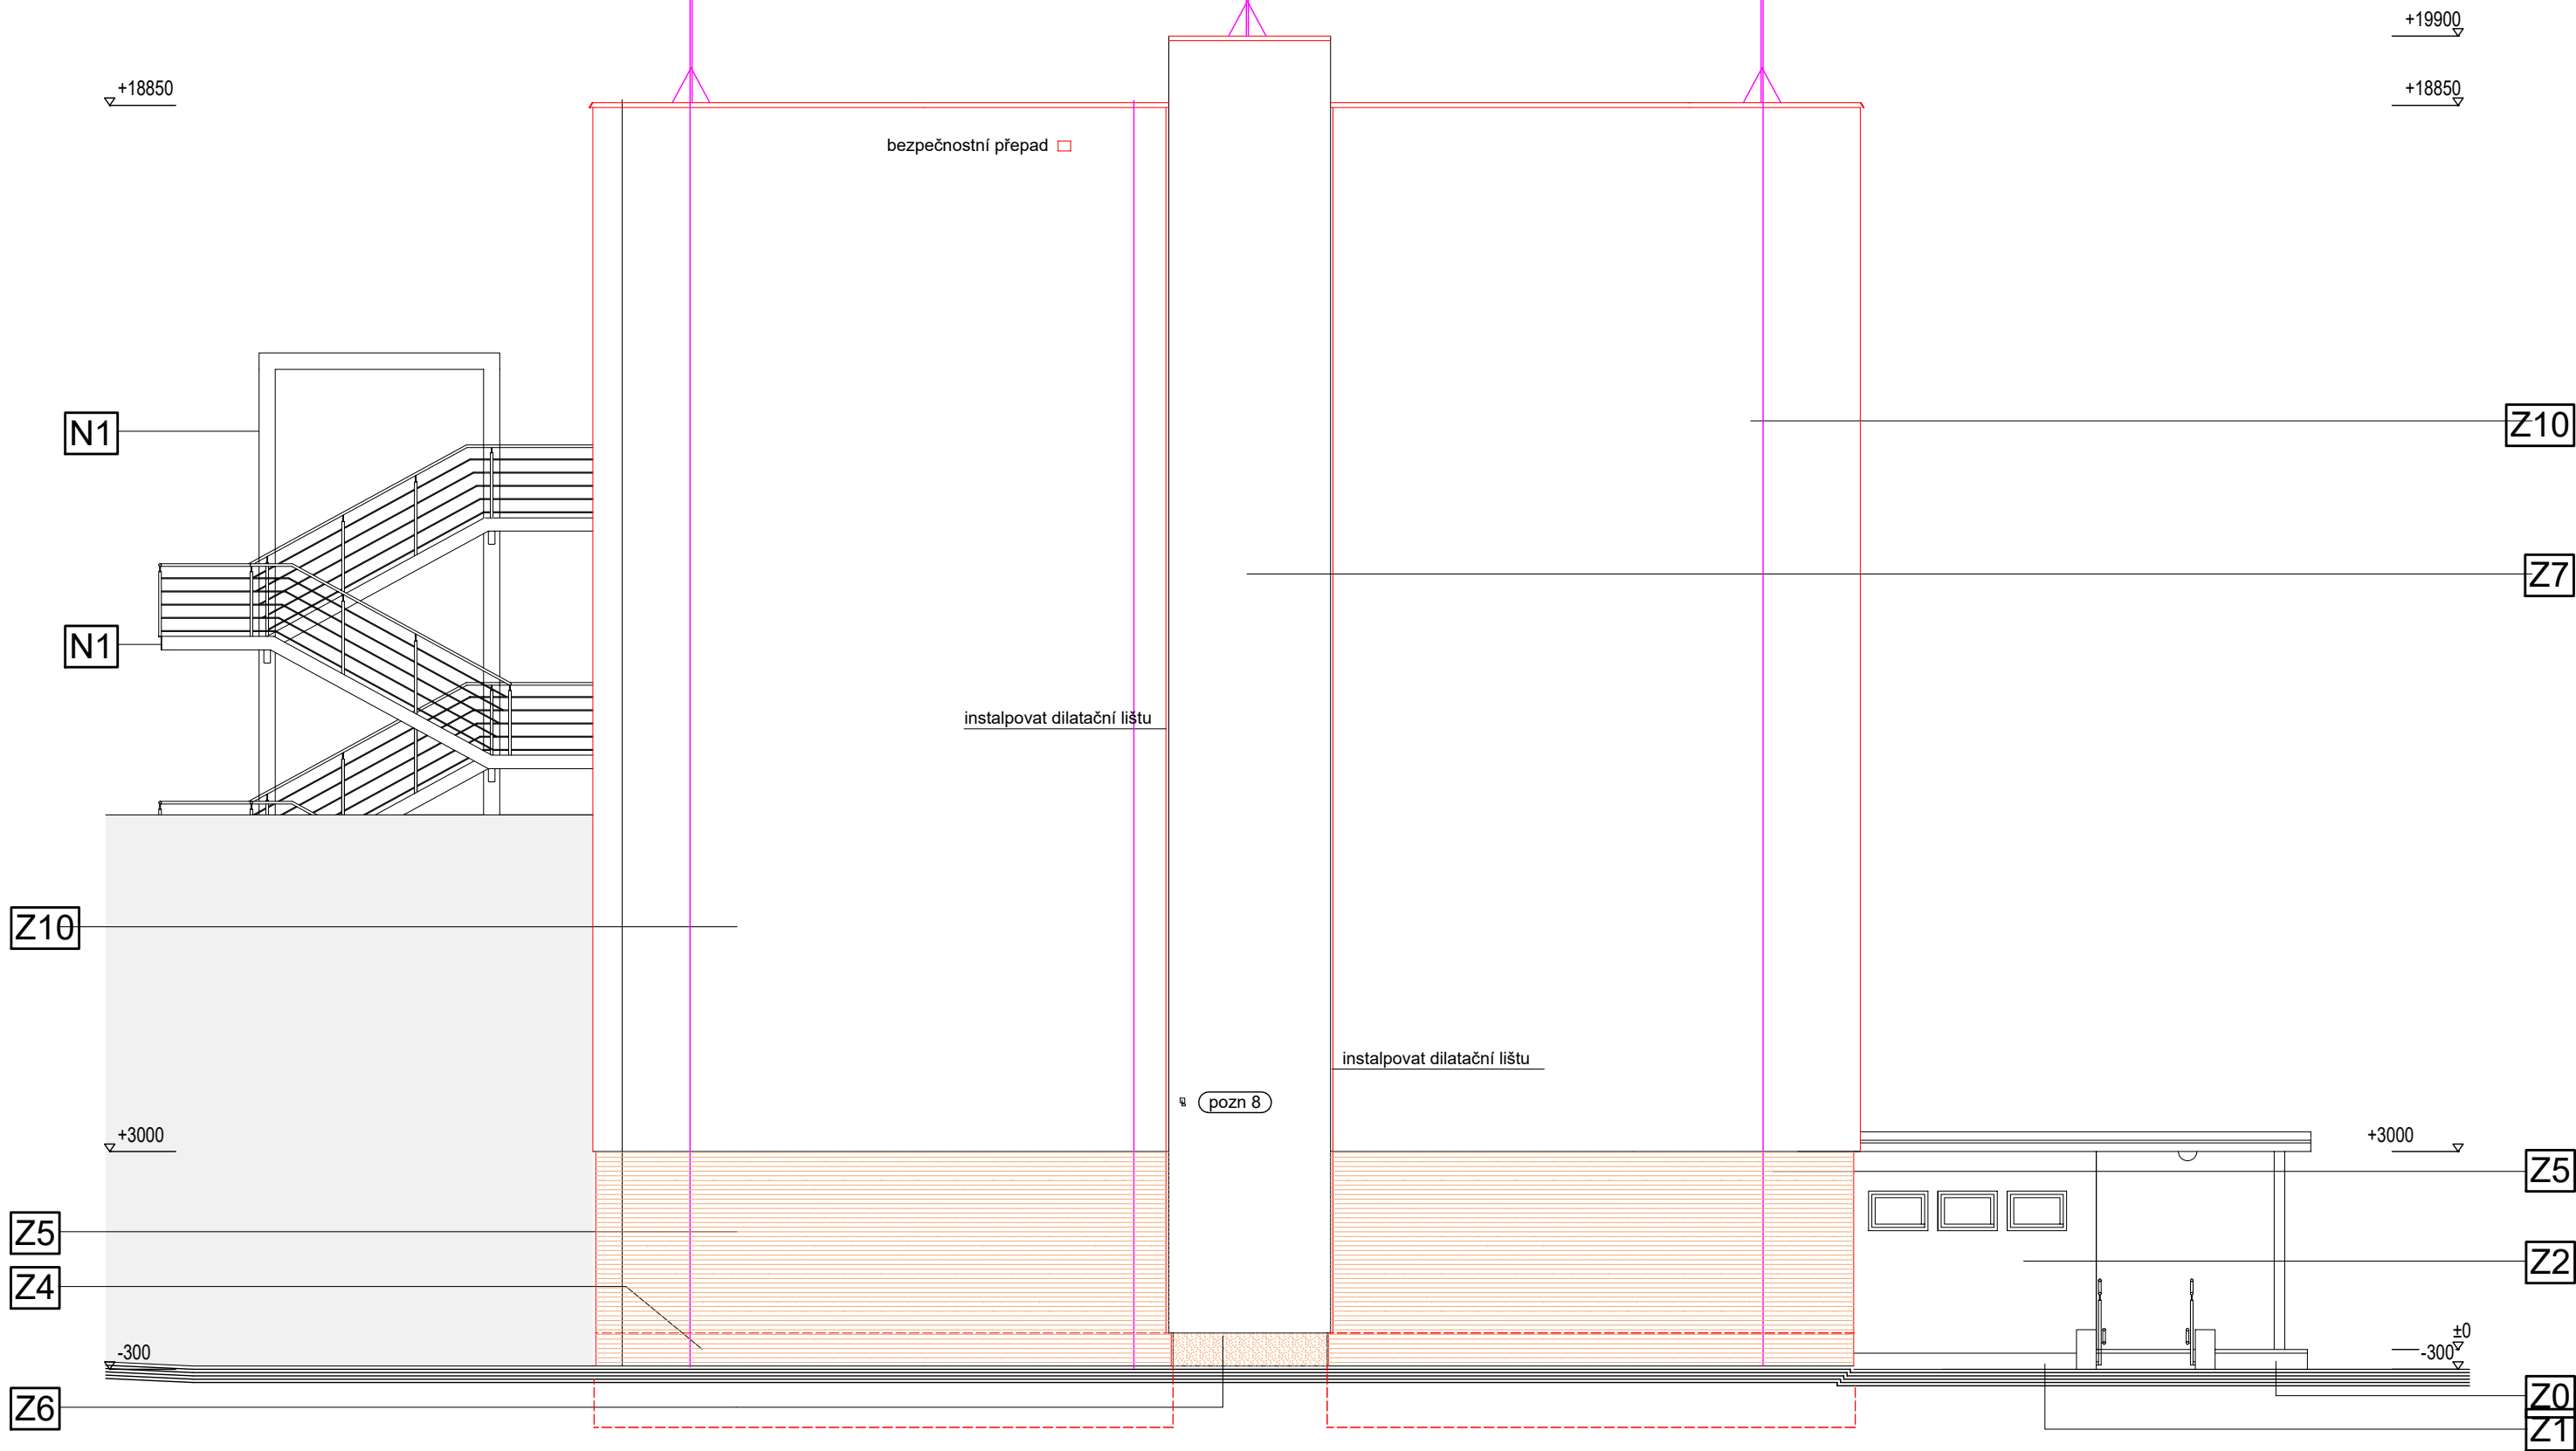 +19900
+18850
+18850
bezpečnostní přepad
N1
Z10
Z7
N1
instalpovat dilatační lištu
Z10
instalpovat dilatační lištu
pozn 8
+3000
+3000
Z5
Z5
Z2
Z4
±0
-300
-300
Z0
Z6
Z1